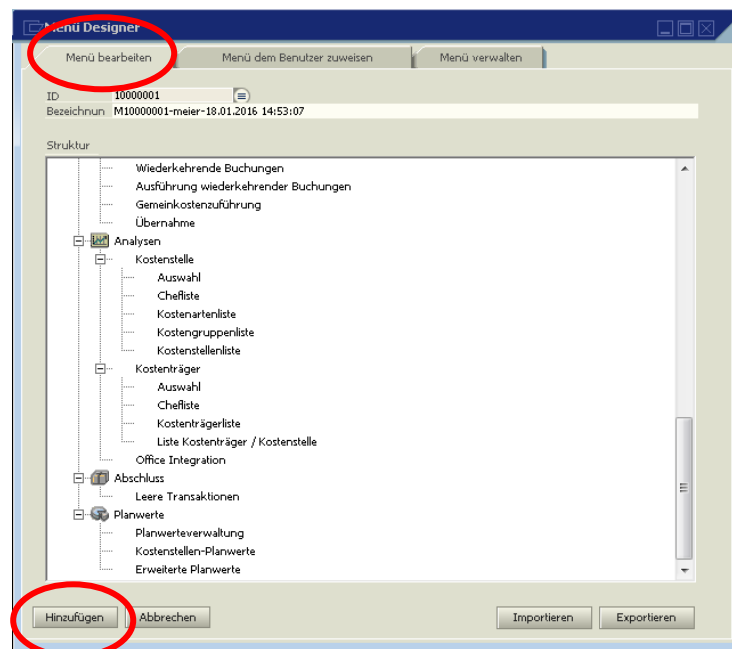 Menü Designer
Menü bearbeiten Menü dem Benutzer zuweisen Menü verwalten
ID 10000001
Bezeichnun M10000001-meier-18.01.2016 14:53:07
Struktur
Wiederkehrende Buchungen
Ausführung wiederkehrender Buchungen
Gemeinkostenzuführung
Übernahme
Analysen
Kostenstelle
Auswahl
Chefliste
Kostenartenliste
Kostengruppenliste
Kostenstellenliste
Kostenträger
Auswahl
Chefliste
Kostenträgerliste
Liste Kostenträger / Kostenstelle
Office Integration
Abschluss
Leere Transaktionen
Planwerte
Planwerteverwaltung
Kostenstellen-Planwerte
Erweiterte Planwerte
Hinzufügen Abbrechen Importieren Exportieren